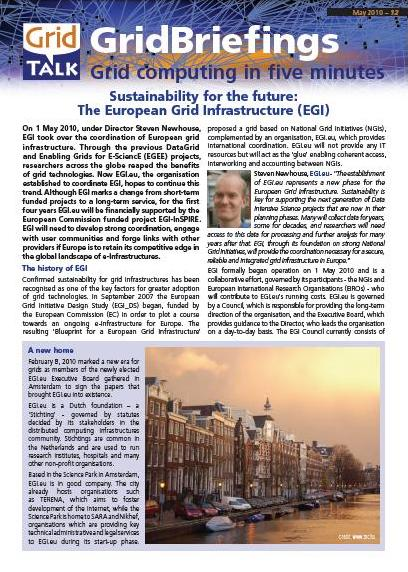 May 2010 – 12
Grid
TALK
GridBriefings
Grid computing in five minutes
Sustainability for the future:
The European Grid Infrastructure (EGI)
On 1 May 2010, under Director Steven Newhouse,
EGI took over the coordination of European grid
infrastructure. Through the previous DataGrid
and Enabling Grids for E-SciencE (EGEE) projects,
researchers across the globe reaped the benefits
of grid technologies. Now EGI.eu, the organisation
established to coordinate EGI, hopes to continue this
trend. Although EGI marks a change from short-term
funded projects to a long-term service, for the first
four years EGI.eu will be financially supported by the
European Commission funded project EGI-InSPIRE.
EGI will need to develop strong coordination, engage
with user communities and forge links with other
providers if Europe is to retain its competitive edge in
the global landscape of e-Infrastructures.
The history of EGI
Confirmed sustainability for grid infrastructures has been
recognised as one of the key factors for greater adoption
of grid technologies. In September 2007 the European
Grid Initiative Design Study (EGI_DS) began, funded by
the European Commission (EC) in order to plot a course
towards an ongoing e-Infrastructure for Europe. The
resulting 'Blueprint for a European Grid Infrastructure'
proposed a grid based on National Grid Initiatives (NGIs),
complemented by an organisation, EGI.eu, which provides
international coordination. EGI.eu will not provide any IT
resources but will act as the 'glue' enabling coherent access,
interworking and accounting between NGIs.
Steven Newhouse, EGI.eu- "The establishment
of EGI.eu represents a new phase for the
European Grid Infrastructure. Sustainability is
key for supporting the next generation of Data
Intensive Science projects that are now in their
planning phases. Many will collect data for years,
some for decades, and researchers will need
access to this data for processing and further analysis for many
years after that. EGI, through its foundation on strong National
Grid Initiatives, will provide the coordination necessary for a secure,
reliable and integrated grid infrastructure in Europe."
EGI formally began operation on 1 May 2010 and is a
collaborative effort, governed by its participants - the NGIs and
European International Research Organisations (EIROs) - who
will contribute to EGI.eu's running costs. EGI.eu is governed
by a Council, which is responsible for providing the long-term
direction of the organisation, and the Executive Board, which
provides guidance to the Director, who leads the organisation
on a day-to-day basis. The EGI Council currently consists of
A new home
February 8, 2010 marked a new era for
grids as members of the newly elected
EGI.eu Executive Board gathered in
Amsterdam to sign the papers that
brought EGI.eu into existence.
EGI.eu is a Dutch foundation – a
'Stichting' - governed by statutes
decided by its stakeholders in the
distributed computing infrastructures
community. Stichtings are common in
the Netherlands and are used to run
research institutes, hospitals and many
other non-profit organisations.
Based in the Science Park in Amsterdam,
EGI.eu is in good company. The city
already hosts organisations such
as TERENA, which aims to foster
development of the Internet, while the
Science Park is home to SARA and Nikhef,
organisations which are providing key
technical administrative and legal services
to EGI.eu during its start-up phase.